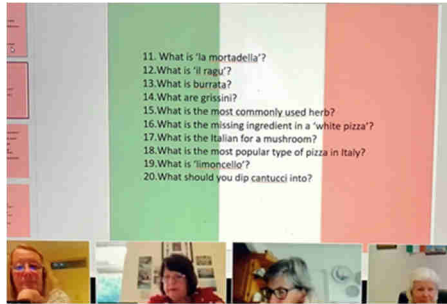 11. What is 'la mortadella'?
12.What is 'il ragu'?
13.What is burrata?
14.What are grissini?
15.What is the most commonly used herb?
16.What is the missing ingredient in a 'white pizza'?
17.What is the Italian for a mushroom?
18.What is the most popular type of pizza in Italy?
19.What is 'limoncello'?
20.What should you dip cantucci into?